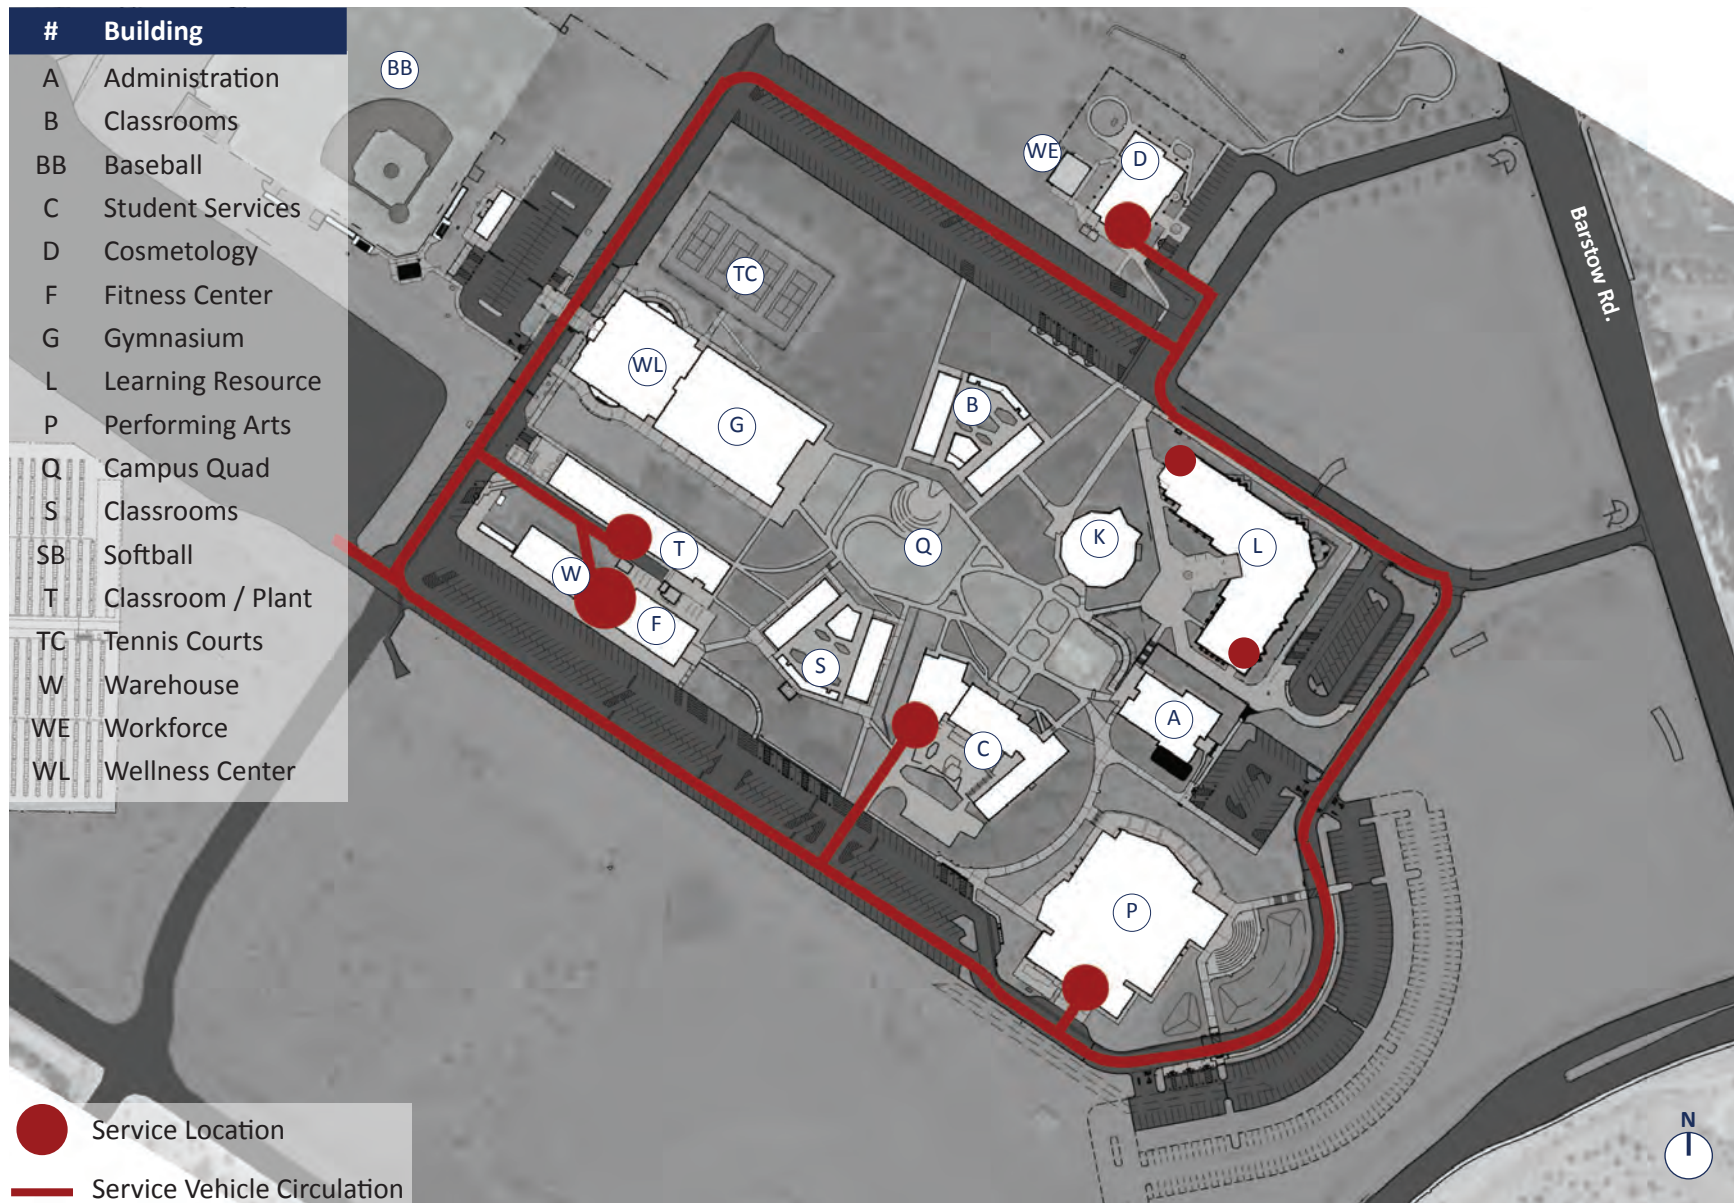 # Building
A Administration
B Classrooms
BB Baseball
C Student Services
D Cosmetology
F Fitness Center
G Gymnasium
L Learning Resource
P Performing Arts
Q Campus Quad
S Classrooms
SB Softball
T Classroom / Plant
TC Tennis Courts
W Warehouse
WE Workforce
WL Wellness Center
BB
WE
D
Barstow Rd.
TC
WL
B
G
K
L
Q
T
W
F
S
A
C
P
Service Location
Service Vehicle Circulation
N